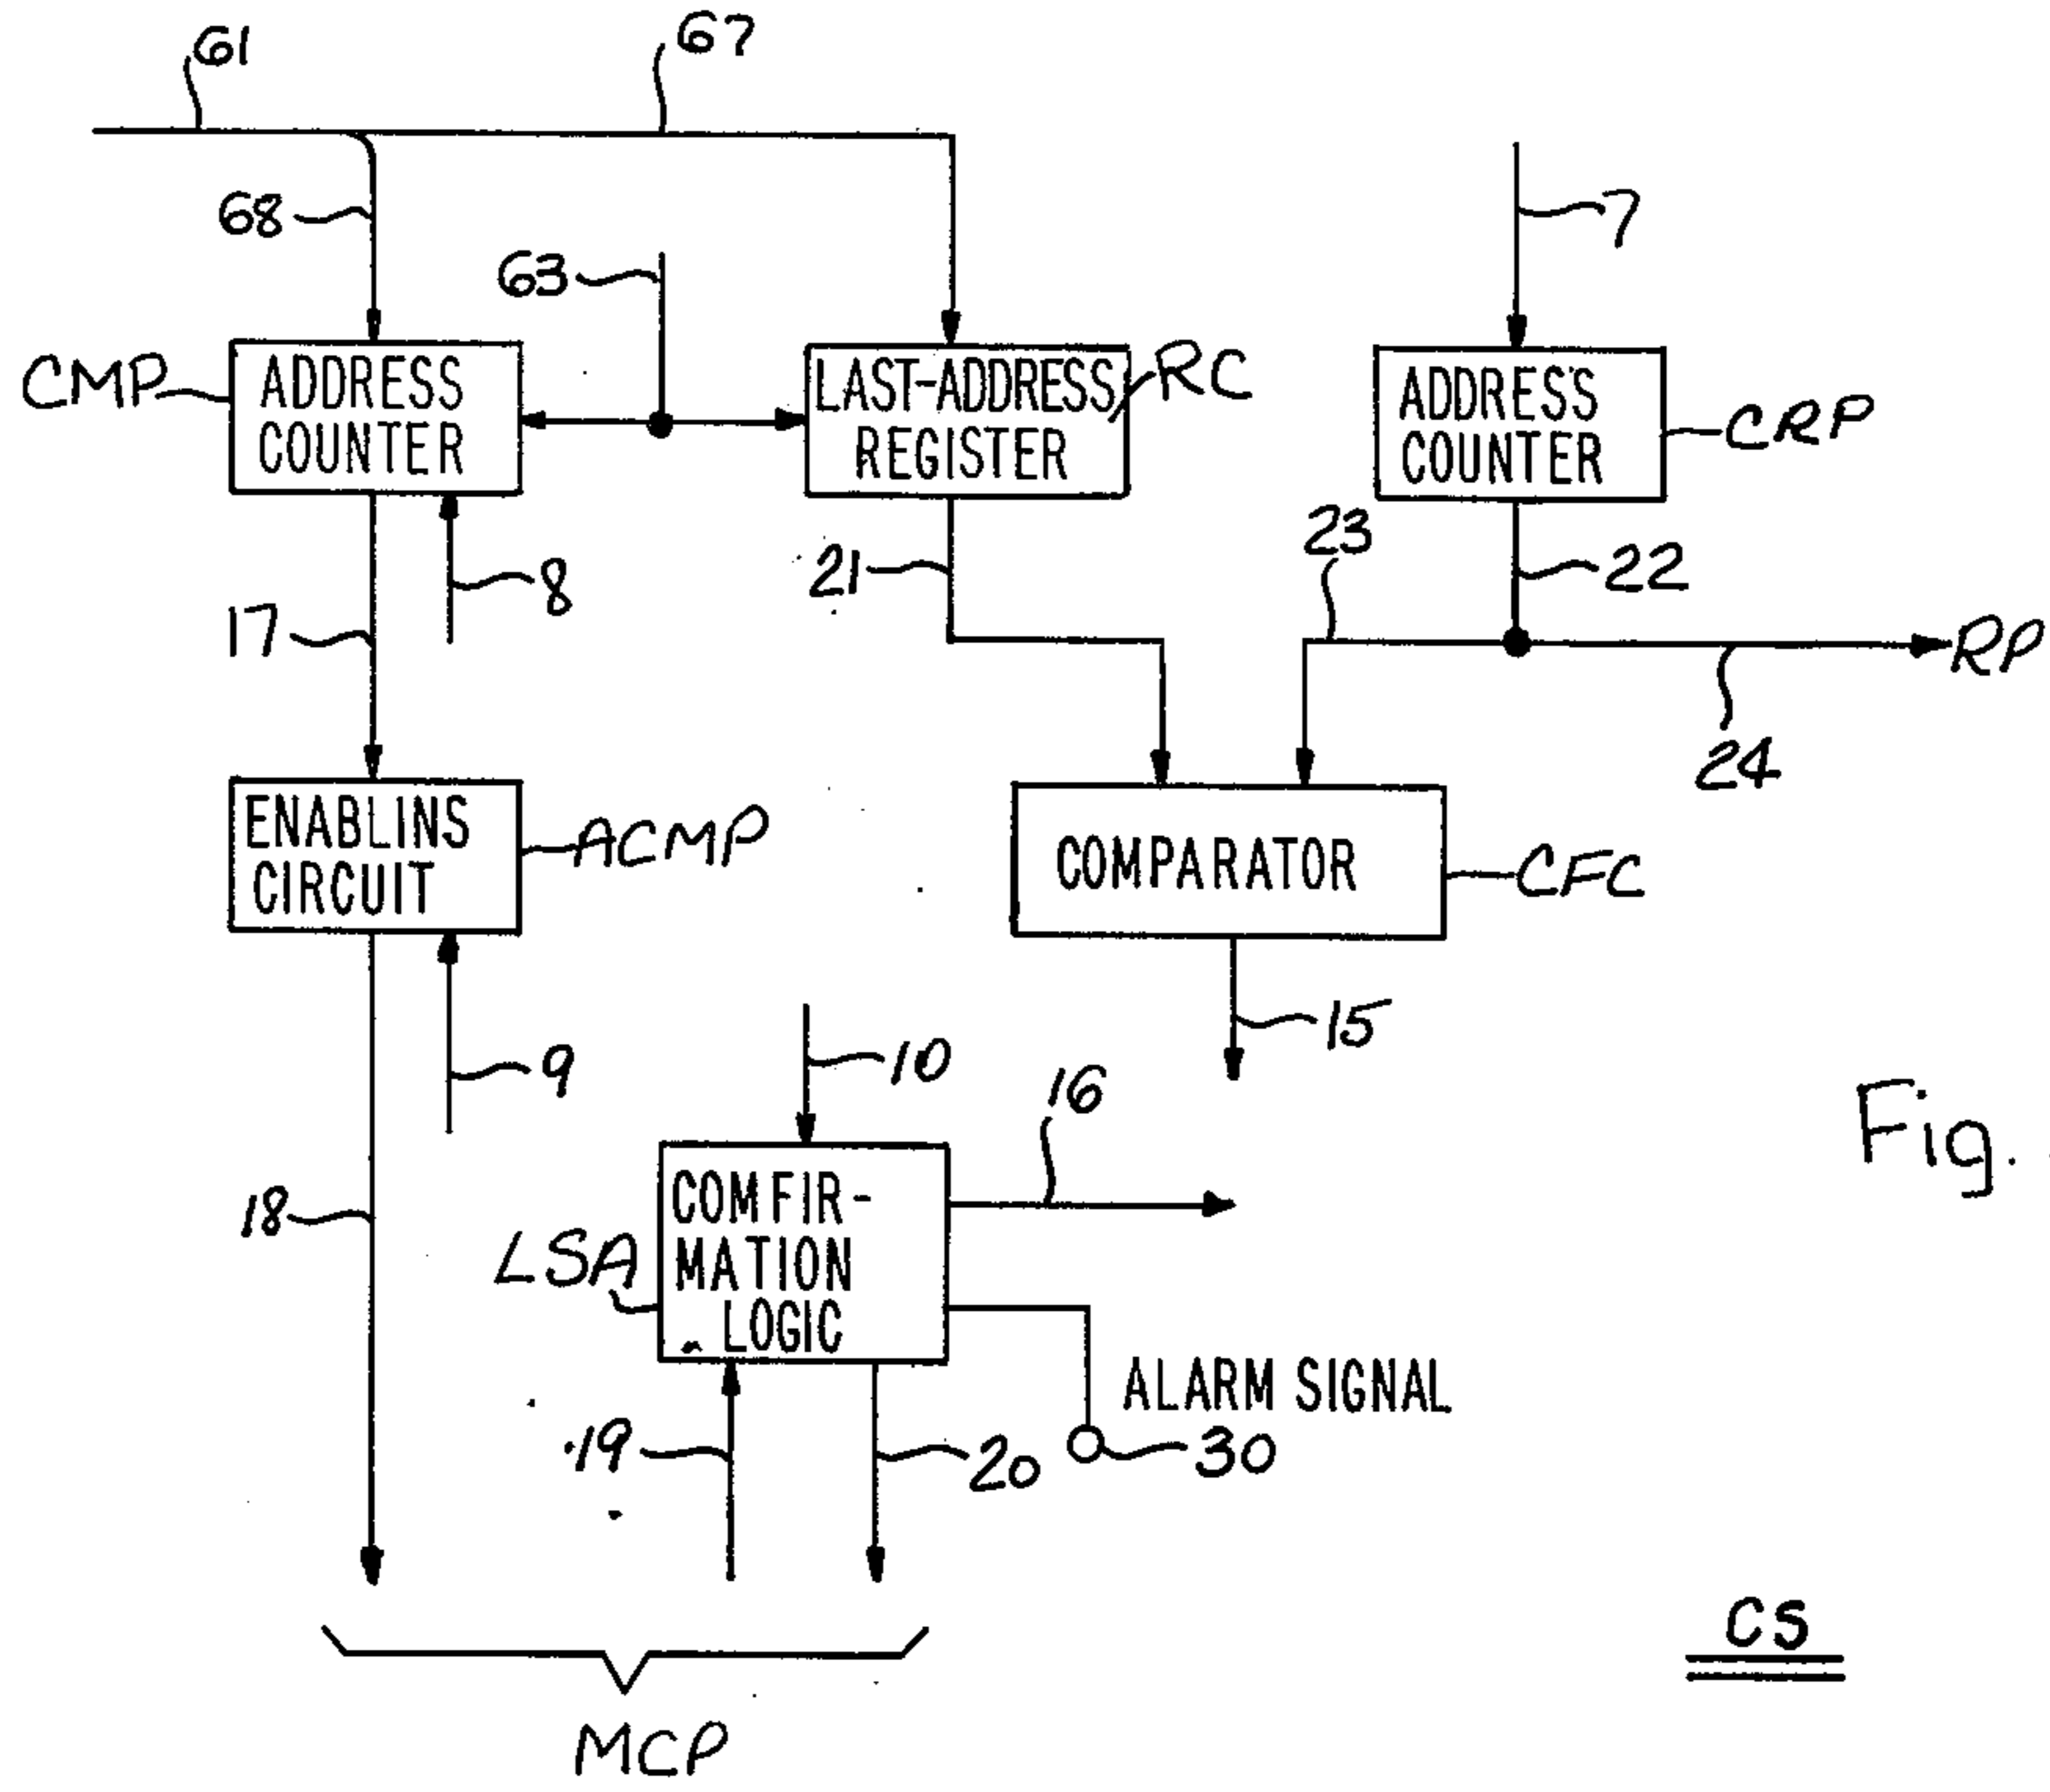 61
67
68
63
7
CMP
ADDRESS
COUNTER
LAST-ADDRESS
REGISTER
RC
ADDRES'S
COUNTER
CRP
8
17
21
23
22
RP
24
ENABLINS
CIRCUIT
ACMP
COMPARATOR
CFC
9
10
15
16
Fig.
18
LSA
COMFIR-
MATION
LOGIC
ALARM SIGNAL
19
20
30
CS
MCP